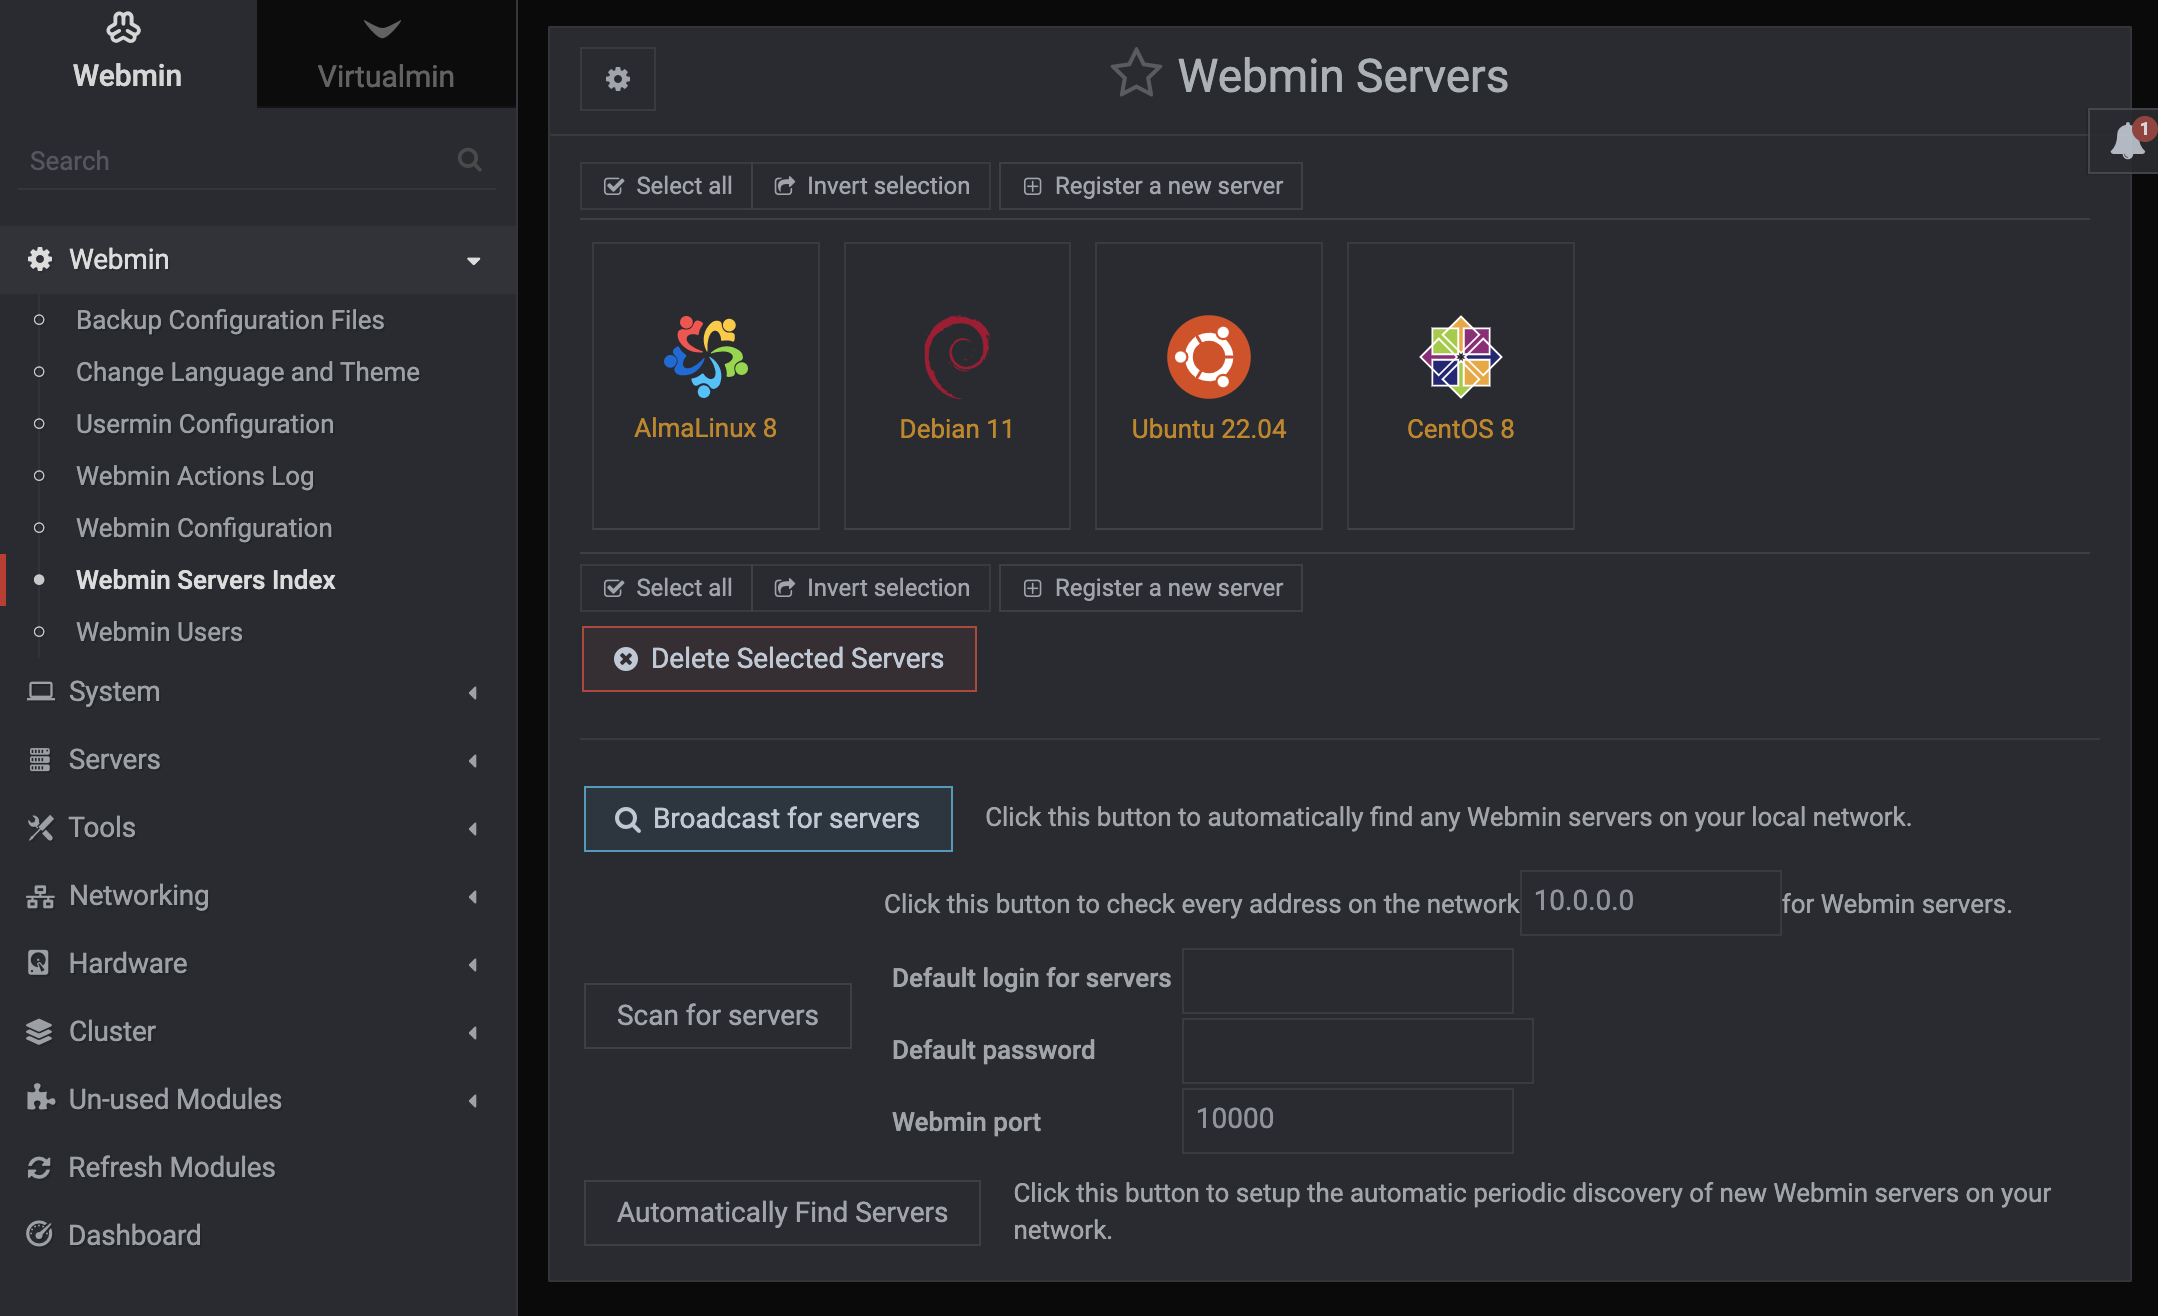 Webmin
Virtualmin
Search
Webmin
Backup Configuration Files
Change Language and Theme
Usermin Configuration
Webmin Actions Log
Webmin Configuration
Webmin Servers Index
Webmin Users
System
Servers
Tools
Networking
Hardware
Cluster
Un-used Modules
Refresh Modules
Dashboard
Webmin Servers
1
Select all
Invert selection
Register a new server
AlmaLinux 8
Debian 11
Ubuntu 22.04
CentOS 8
Select all
Invert selection
Register a new server
Delete Selected Servers
Broadcast for servers
Click this button to automatically find any Webmin servers on your local network.
Click this button to check every address on the network 10.0.0.0 for Webmin servers.
Default login for servers
Scan for servers
Default password
Webmin port 10000
Automatically Find Servers
Click this button to setup the automatic periodic discovery of new Webmin servers on your
network.